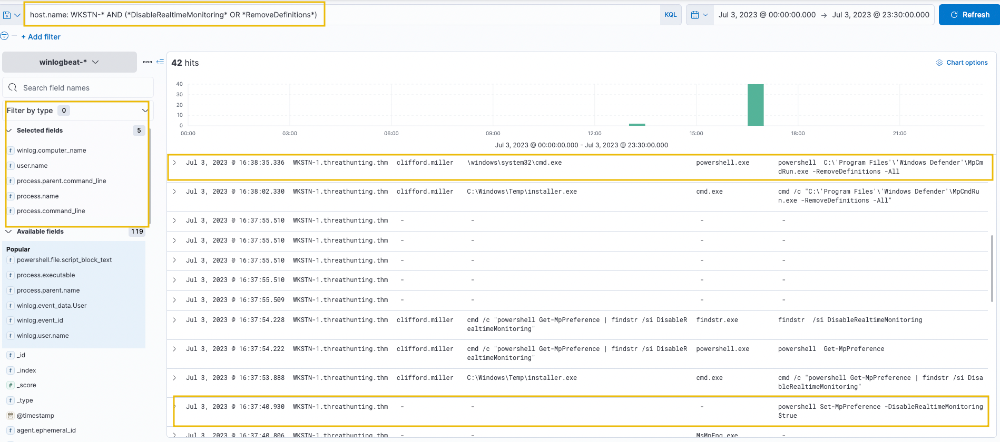 host.name: WKSTN-* AND (*DisableRealtimeMonitoring* OR *RemoveDefinitions*)
KQL
Jul 3, 2023 @ 00:00:00.000 → Jul 3, 2023 @ 23:30:00.000
Refresh
+ Add filter
winlogbeat-*
Search field names
Filter by type 0
Selected fields 5
t winlog.computer_name
t user.name
t process.parent.command_line
t process.name
t process.command_line
Available fields 119
Popular
t powershell.file.script_block_text
t process.executable
t process.parent.name
t winlog.event_data.User
t winlog.event_id
t winlog.user.name
t _id
t _index
# _score
t _type
@timestamp
t agent.ephemeral_id
42 hits
Chart options
40
30
20
10
0
00:00 03:00 06:00 09:00 12:00 15:00 18:00 21:00
Jul 3, 2023 @ 00:00:00.000 - Jul 3, 2023 @ 23:30:00.000
Jul 3, 2023 @ 16:38:35.336 WKSTN-1.threathunting.thm clifford.miller \windows\system32\cmd.exe powershell.exe powershell  C:\'Program Files'\'Windows Defender'\MpCm
dRun.exe -RemoveDefinitions -All
Jul 3, 2023 @ 16:38:02.330 WKSTN-1.threathunting.thm clifford.miller C:\Windows\Temp\installer.exe cmd.exe cmd /c "C:\'Program Files'\'Windows Defender'\MpCmdRu
n.exe -RemoveDefinitions -All"
Jul 3, 2023 @ 16:37:55.510 WKSTN-1.threathunting.thm - - - -
Jul 3, 2023 @ 16:37:55.510 WKSTN-1.threathunting.thm - - - -
Jul 3, 2023 @ 16:37:55.510 WKSTN-1.threathunting.thm - - - -
Jul 3, 2023 @ 16:37:55.510 WKSTN-1.threathunting.thm - - - -
Jul 3, 2023 @ 16:37:55.509 WKSTN-1.threathunting.thm - - - -
Jul 3, 2023 @ 16:37:54.228 WKSTN-1.threathunting.thm clifford.miller cmd /c "powershell Get-MpPreference | findstr /si DisableR findstr.exe findstr  /si DisableRealtimeMonitoring
ealtimeMonitoring"
Jul 3, 2023 @ 16:37:54.222 WKSTN-1.threathunting.thm clifford.miller cmd /c "powershell Get-MpPreference | findstr /si DisableR powershell.exe powershell  Get-MpPreference
ealtimeMonitoring"
Jul 3, 2023 @ 16:37:53.888 WKSTN-1.threathunting.thm clifford.miller C:\Windows\Temp\installer.exe cmd.exe cmd /c "powershell Get-MpPreference | findstr /si Disa
bleRealtimeMonitoring"
Jul 3, 2023 @ 16:37:40.930 WKSTN-1.threathunting.thm - - - powershell Set-MpPreference -DisableRealtimeMonitoring
$true
Jul 3, 2023 @ 16:37:40.806 WKSTN-1.threathunting.thm - - MsMpEng.exe -